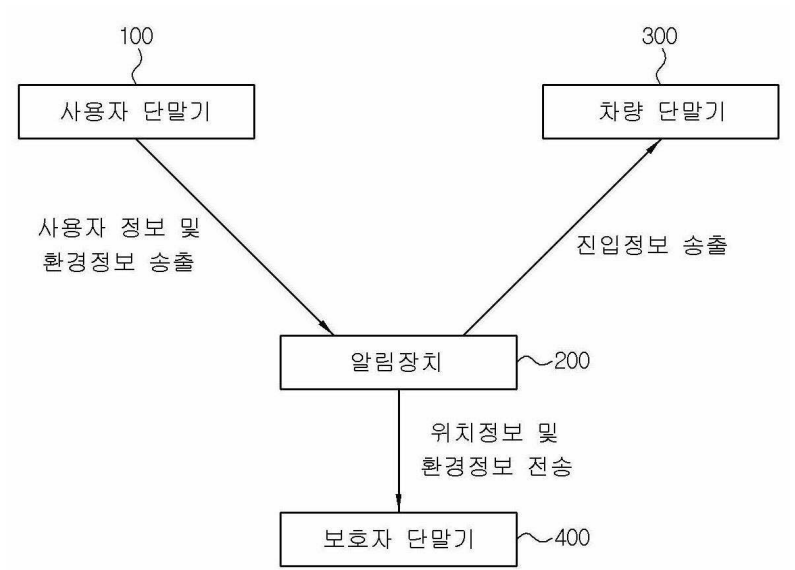 100
300
사용자 단말기
차량 단말기
사용자 정보 및
환경정보 송출
진입정보 송출
알림장치
200
위치정보 및
환경정보 전송
보호자 단말기
400